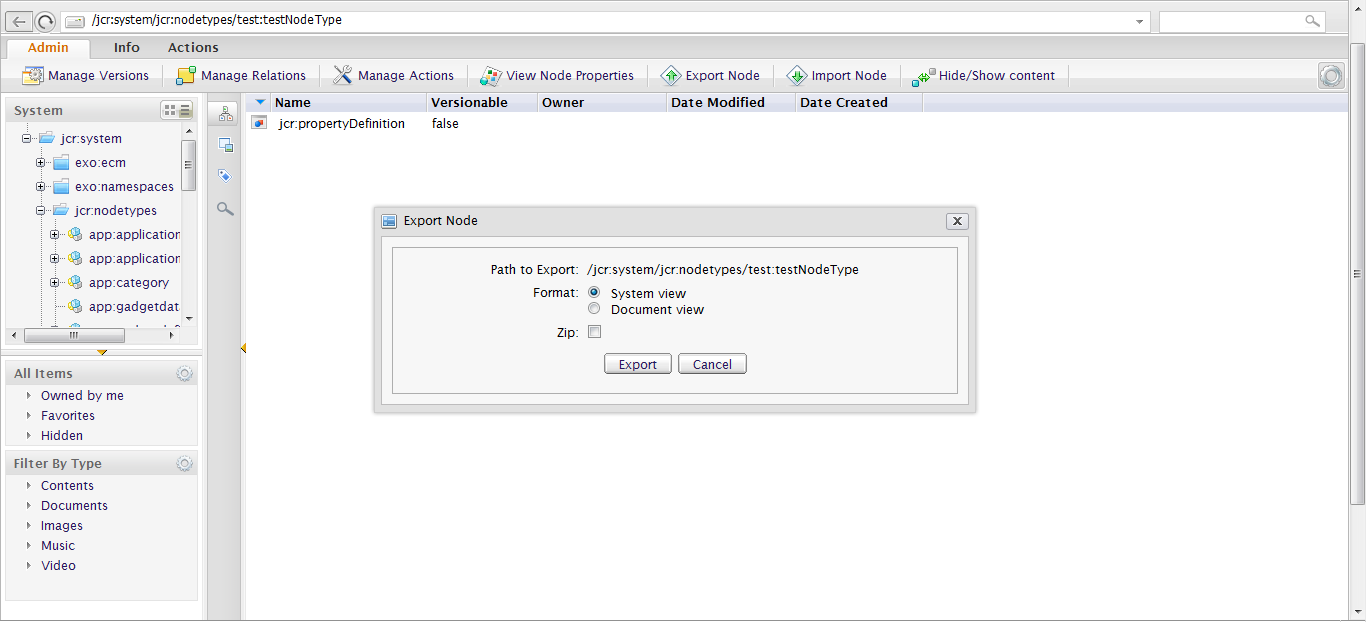 /jcr:system/jcr:nodetypes/test:testNodeType
Admin Info Actions
Manage Versions Manage Relations Manage Actions View Node Properties Export Node Import Node Hide/Show content
System
jcr:system
exo:ecm
exo:namespaces
jcr:nodetypes
app:application
app:application
app:category
app:gadgetdat
Name Versionable Owner Date Modified Date Created
jcr:propertyDefinition false
Export Node
Path to Export: /jcr:system/jcr:nodetypes/test:testNodeType
Format: System view
Document view
Zip:
Export Cancel
All Items
Owned by me
Favorites
Hidden
Filter By Type
Contents
Documents
Images
Music
Video